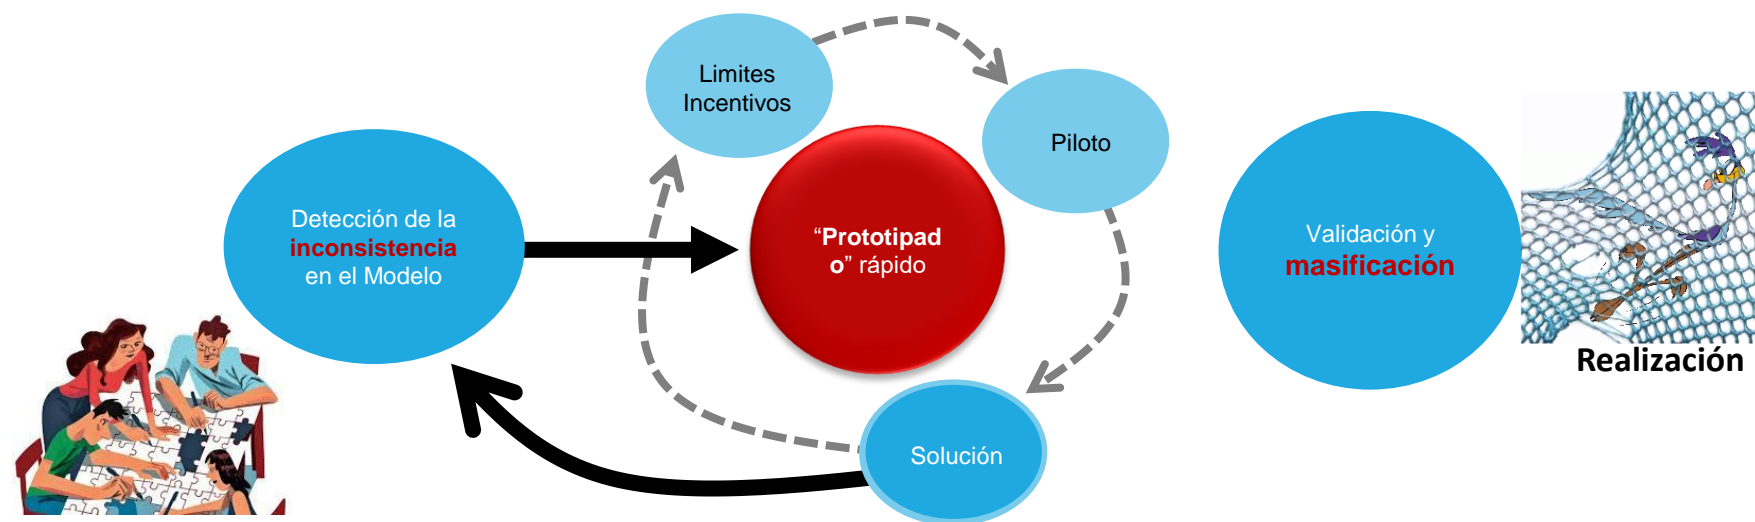 Limites
Incentivos
Piloto
Detección de la
inconsistencia
en el Modelo
“Prototipad
o” rápido
Validación y
masificación
Realización
Solución